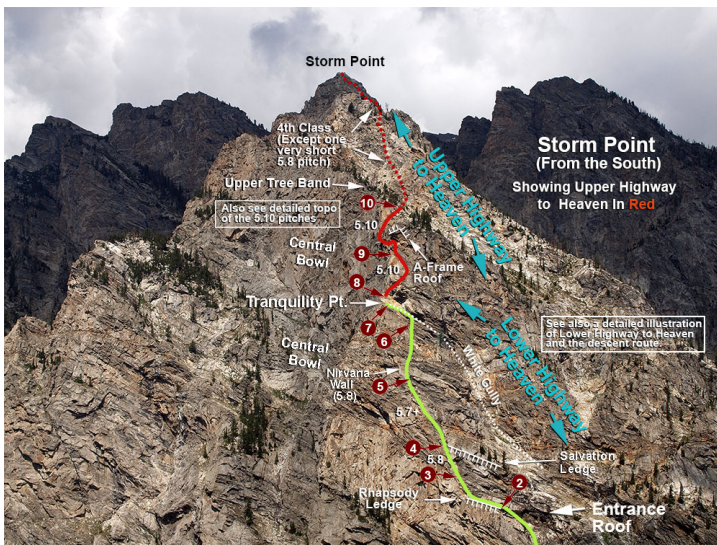 Storm Point
4th Class
(Except one
very short
5.8 pitch)
Storm Point
(From the South)
Showing Upper Highway
to Heaven In Red
Upper Highway
to Heaven
Upper Tree Band
10
Also see detailed topo
of the 5.10 pitches
5.10
Central
Bowl
9
5.10
A-Frame
Roof
8
Tranquility Pt.
7
6
Lower Highway
to Heaven
See also a detailed illustration
of Lower Highway to Heaven
and the descent route.
Central
Bowl
White Gully
Nirvana
Wall
(5.8)
5
5.7+
4
5.8
3
Salvation
Ledge
2
Rhapsody
Ledge
Entrance
Roof